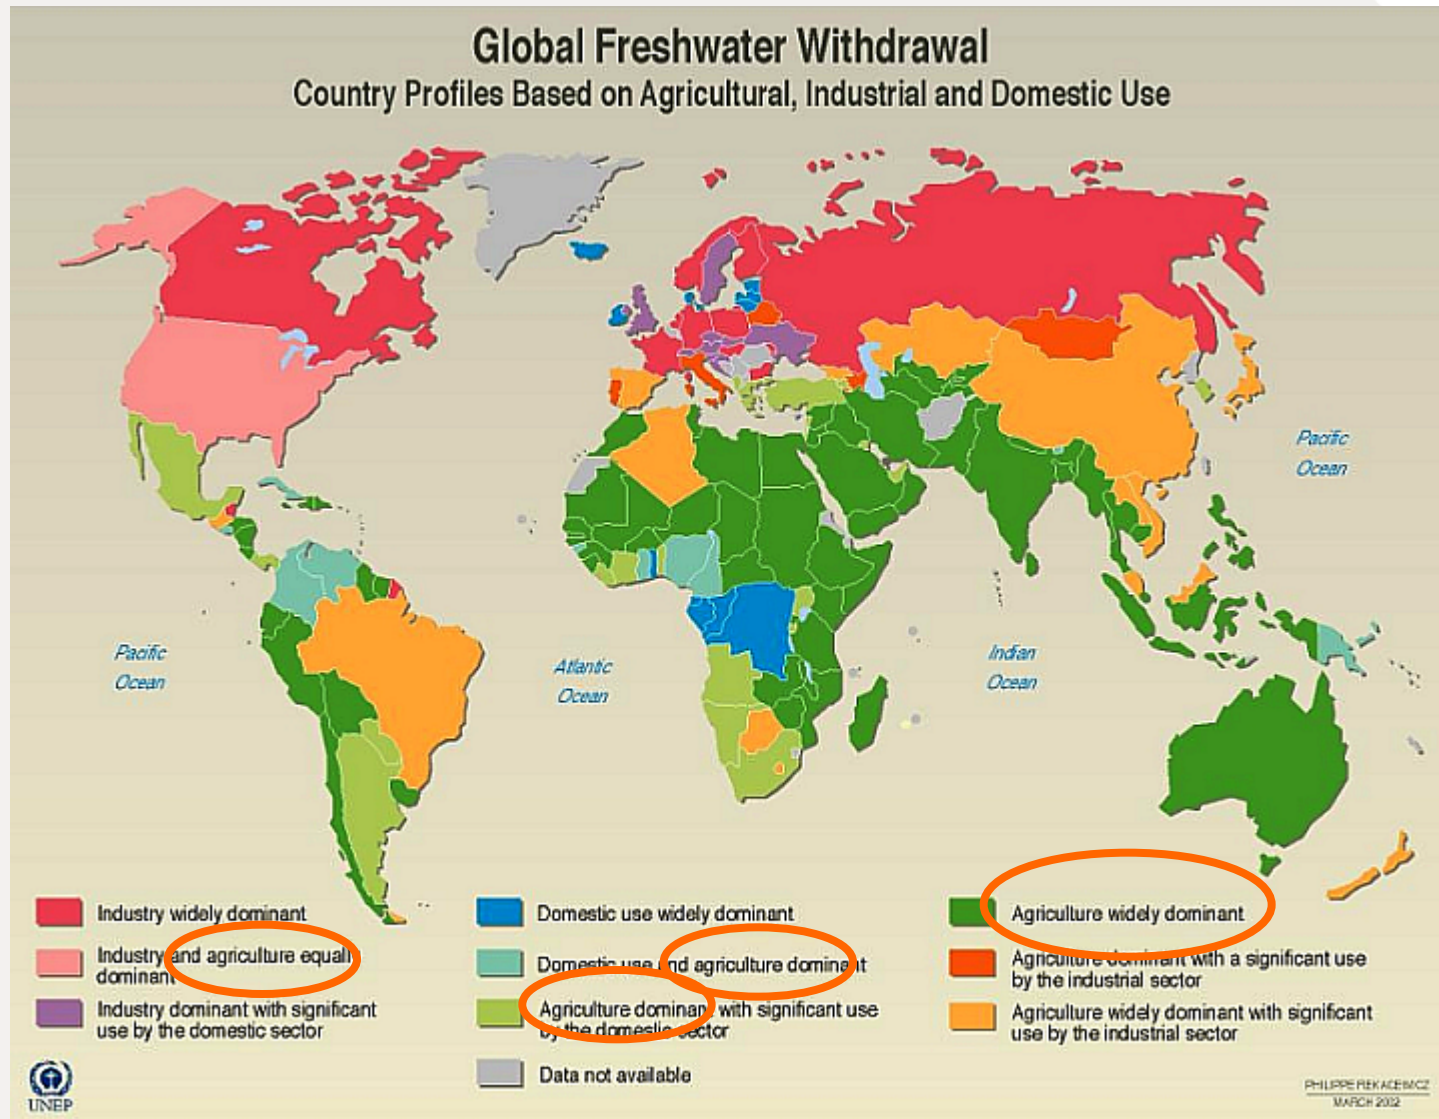 Global Freshwater Withdrawal
Country Profiles Based on Agricultural, Industrial and Domestic Use
Pacific
Ocean
Pacific
Ocean
Atlantic
Ocean
Indian
Ocean
Industry widely dominant
Industry and agriculture equally
dominant
Industry dominant with significant
use by the domestic sector
Domestic use widely dominant
Domestic use and agriculture dominant
Agriculture dominant with significant use
by the domestic sector
Data not available
Agriculture widely dominant
Agriculture dominant with a significant use
by the industrial sector
Agriculture widely dominant with significant
use by the industrial sector
UNEP
PHILIPPE REKACEWICZ
MARCH 2002